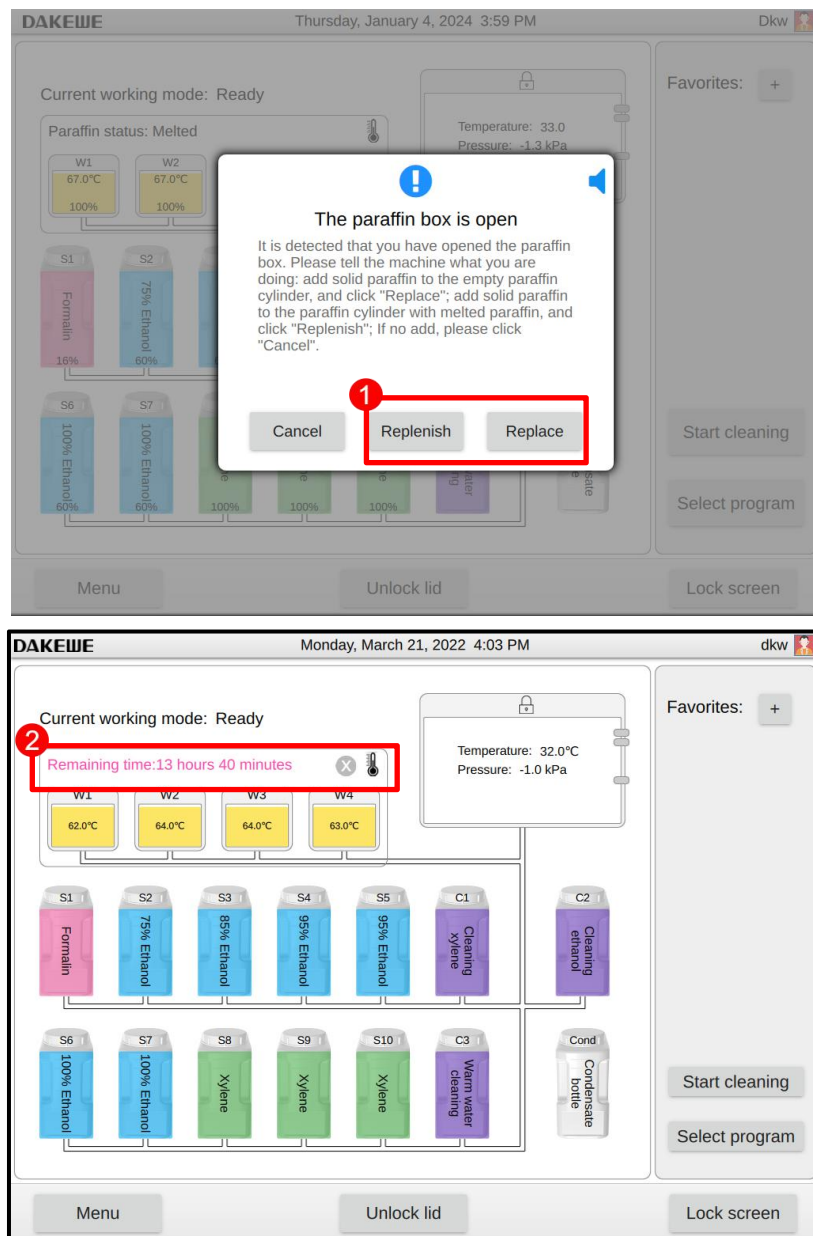 DAKEWE Thursday, January 4, 2024 3:59 PM Dkw
Current working mode: Ready
Favorites: +
Paraffin status: Melted
Temperature: 33.0
Pressure: -1.3 kPa
W1 W2
67.0℃ 67.0℃
100% 100%
The paraffin box is open
It is detected that you have opened the paraffin
box. Please tell the machine what you are
doing: add solid paraffin to the empty paraffin
cylinder, and click "Replace"; add solid paraffin
to the paraffin cylinder with melted paraffin, and
click "Replenish"; If no add, please click
"Cancel".
1
Cancel Replenish Replace
S1 S2
Formalin 75% Ethanol
16% 60%
S6 S7
100% Ethanol 100% Ethanol
60% 60% 100% 100% 100%
Start cleaning
Select program
Menu Unlock lid Lock screen
DAKEWE Monday, March 21, 2022 4:03 PM dkw
Current working mode: Ready
Favorites: +
2
Remaining time:13 hours 40 minutes
Temperature: 32.0℃
Pressure: -1.0 kPa
W1 W2 W3 W4
62.0℃ 64.0℃ 64.0℃ 63.0℃
S1 S2 S3 S4 S5 C1 C2
Formalin 75% Ethanol 85% Ethanol 95% Ethanol 95% Ethanol Cleaning xylene Cleaning ethanol
S6 S7 S8 S9 S10 C3 Cond
100% Ethanol 100% Ethanol Xylene Xylene Xylene Warm water cleaning Condensate bottle
Start cleaning
Select program
Menu Unlock lid Lock screen